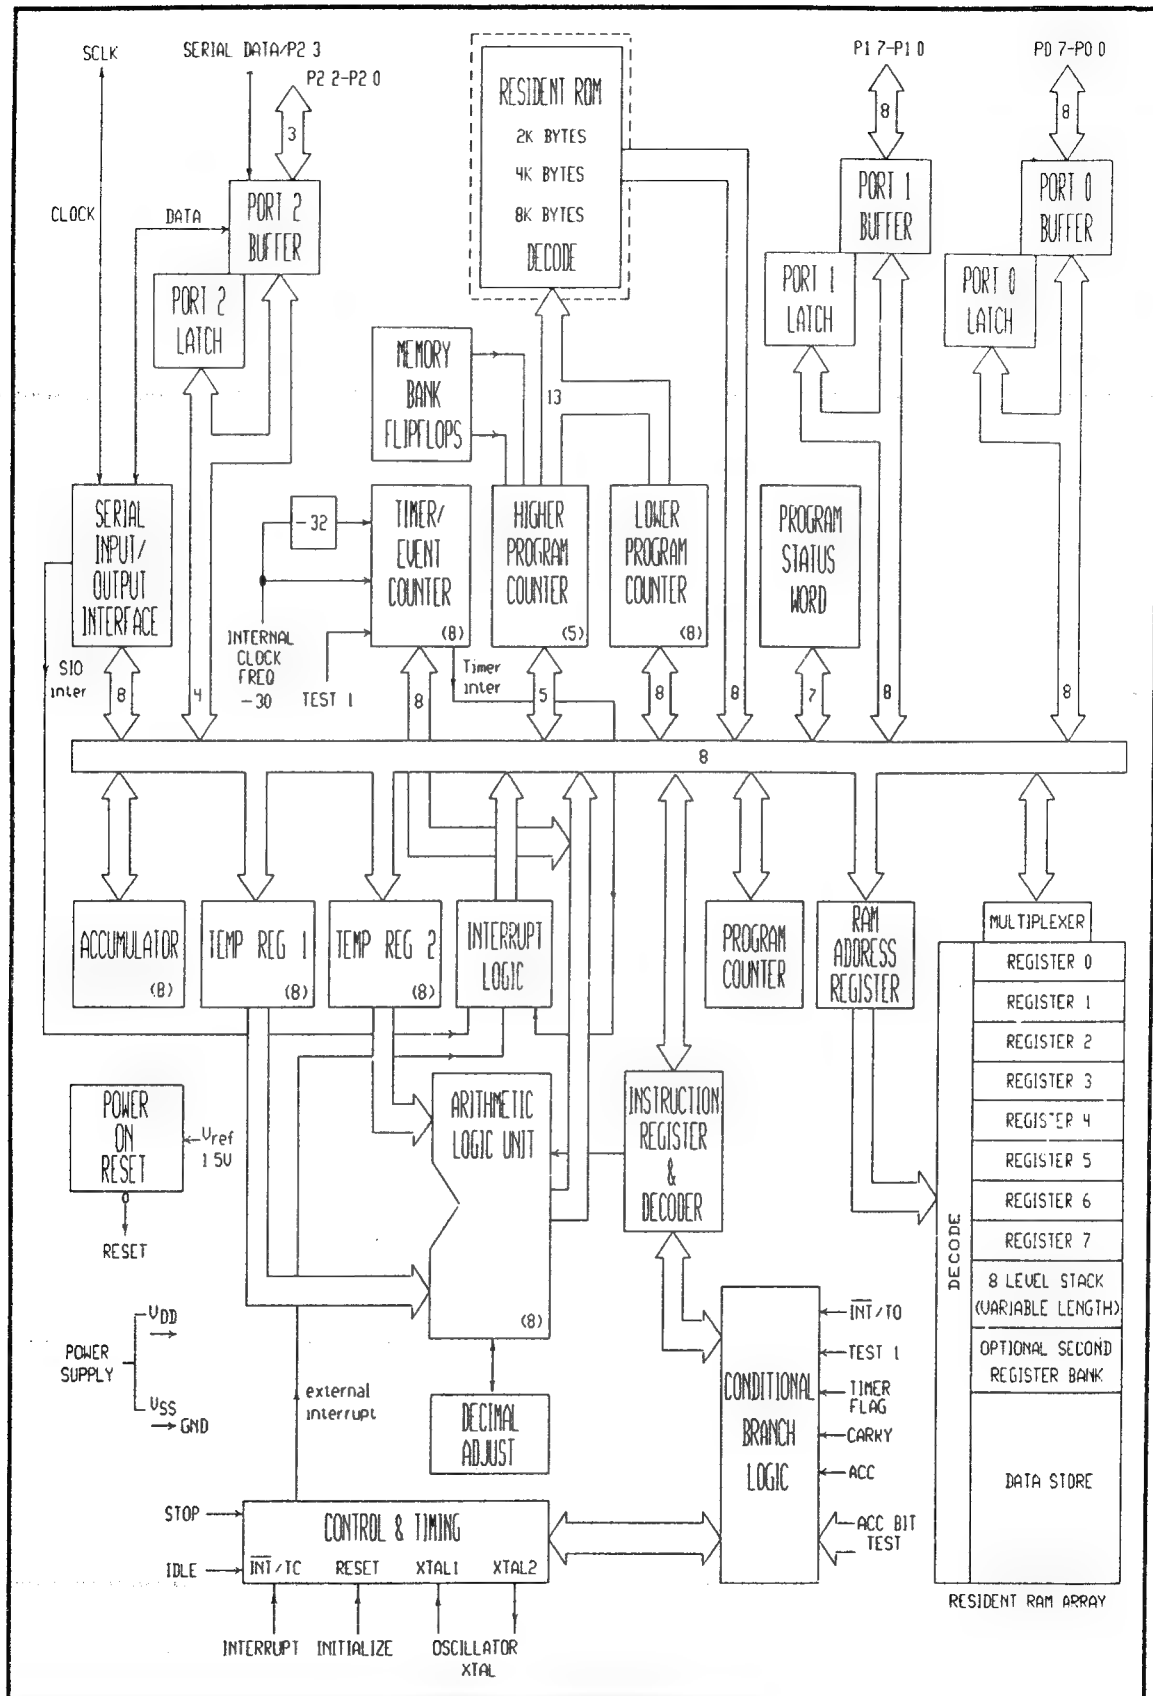 SCLK
SERIAL DATA/P2 3
P2 2-P2 0
3
CLOCK
DATA
PORT 2
BUFFER
PORT 2
LATCH
RESIDENT ROM
2K BYTES
4K BYTES
8K BYTES
DECODE
P1 7-P1 0
8
PORT 1
BUFFER
PORT 1
LATCH
P0 7-P0 0
8
PORT 0
BUFFER
PORT 0
LATCH
MEMORY
BANK
FLIPFLOPS
13
SERIAL
INPUT/
OUTPUT
INTERFACE
-32
TIMER/
EVENT
COUNTER
(8)
HIGHER
PROGRAM
COUNTER
(5)
LOWER
PROGRAM
COUNTER
(8)
PROGRAM
STATUS
WORD
INTERNAL
CLOCK
FREQ
-30
TEST 1
SIO
inter
Timer
inter
8
4
8
5
8
8
7
8
8
8
ACCUMULATOR
(8)
TEMP REG 1
(8)
TEMP REG 2
(8)
INTERRUPT
LOGIC
PROGRAM
COUNTER
RAM
ADDRESS
REGISTER
MULTIPLEXER
REGISTER 0
REGISTER 1
REGISTER 2
REGISTER 3
REGISTER 4
REGISTER 5
REGISTER 6
REGISTER 7
8 LEVEL STACK
(VARIABLE LENGTH)
OPTIONAL SECOND
REGISTER BANK
DATA STORE
DECODE
RESIDENT RAM ARRAY
POWER
ON
RESET
Vref
1 5V
RESET
ARITHMETIC
LOGIC UNIT
(8)
INSTRUCTION
REGISTER
&
DECODER
POWER
SUPPLY
VDD
VSS
GND
external
interrupt
DECIMAL
ADJUST
CONDITIONAL
BRANCH
LOGIC
INT/TO
TEST 1
TIMER
FLAG
CARKY
ACC
ACC BIT
TEST
STOP
IDLE
CONTROL & TIMING
INT/TC
RESET
XTAL1
XTAL2
INTERRUPT
INITIALIZE
OSCILLATOR
XTAL